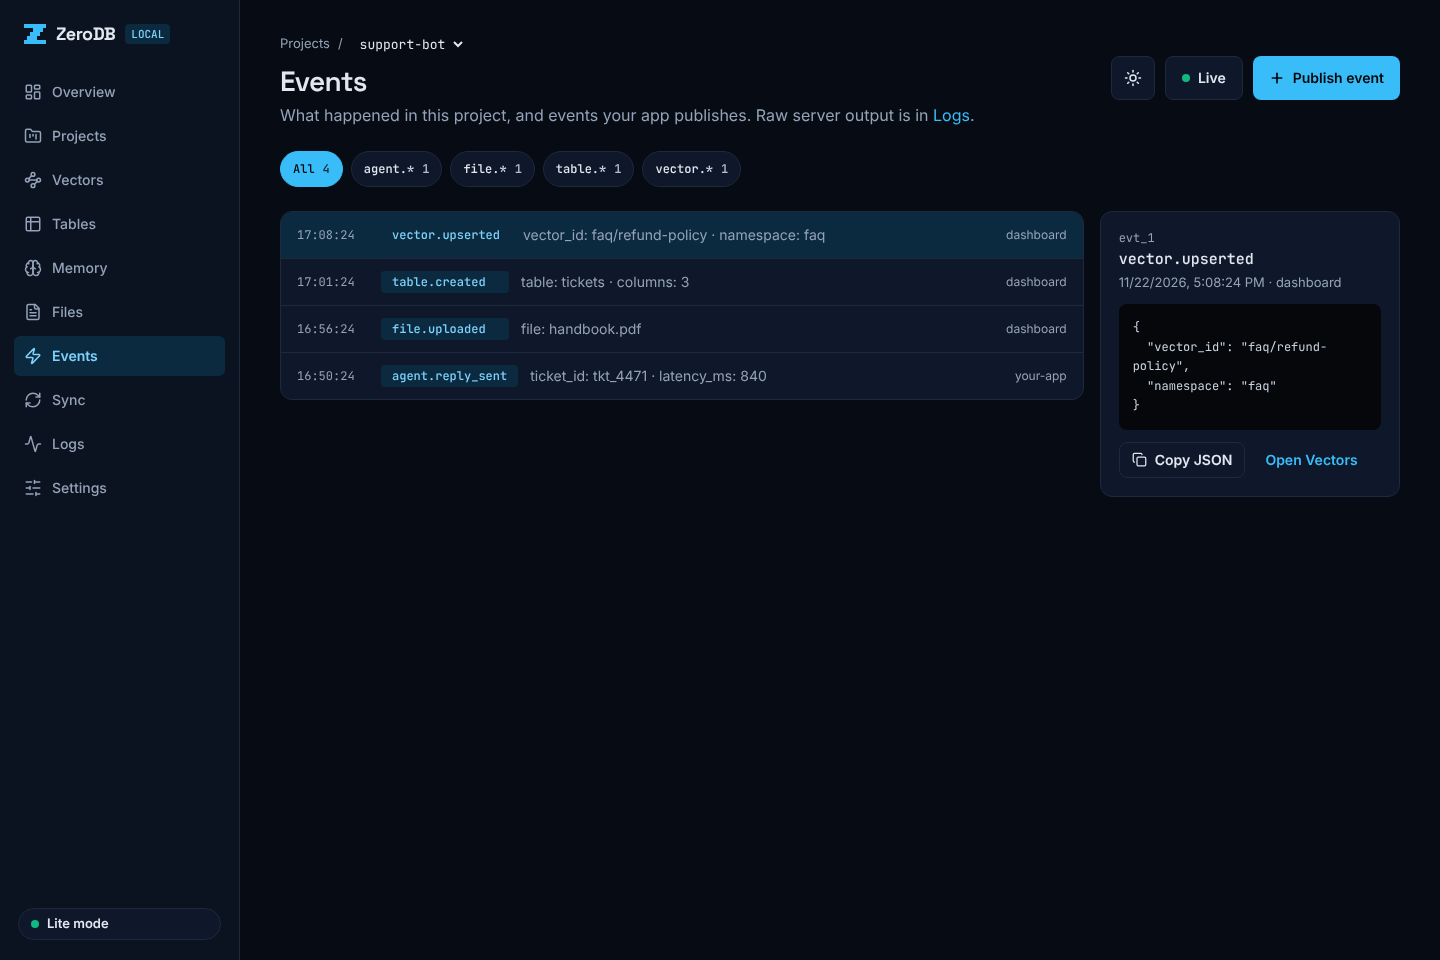 ZeroDB LOCAL
Overview
Projects
Vectors
Tables
Memory
Files
Events
Sync
Logs
Settings
Lite mode
Projects / support-bot
Events
What happened in this project, and events your app publishes. Raw server output is in Logs.
Live
Publish event
All 4 agent.* 1 file.* 1 table.* 1 vector.* 1
17:08:24 vector.upserted vector_id: faq/refund-policy · namespace: faq dashboard
17:01:24 table.created table: tickets · columns: 3 dashboard
16:56:24 file.uploaded file: handbook.pdf dashboard
16:50:24 agent.reply_sent ticket_id: tkt_4471 · latency_ms: 840 your-app
evt_1
vector.upserted
11/22/2026, 5:08:24 PM · dashboard
{
"vector_id": "faq/refund-
policy",
"namespace": "faq"
}
Copy JSON Open Vectors